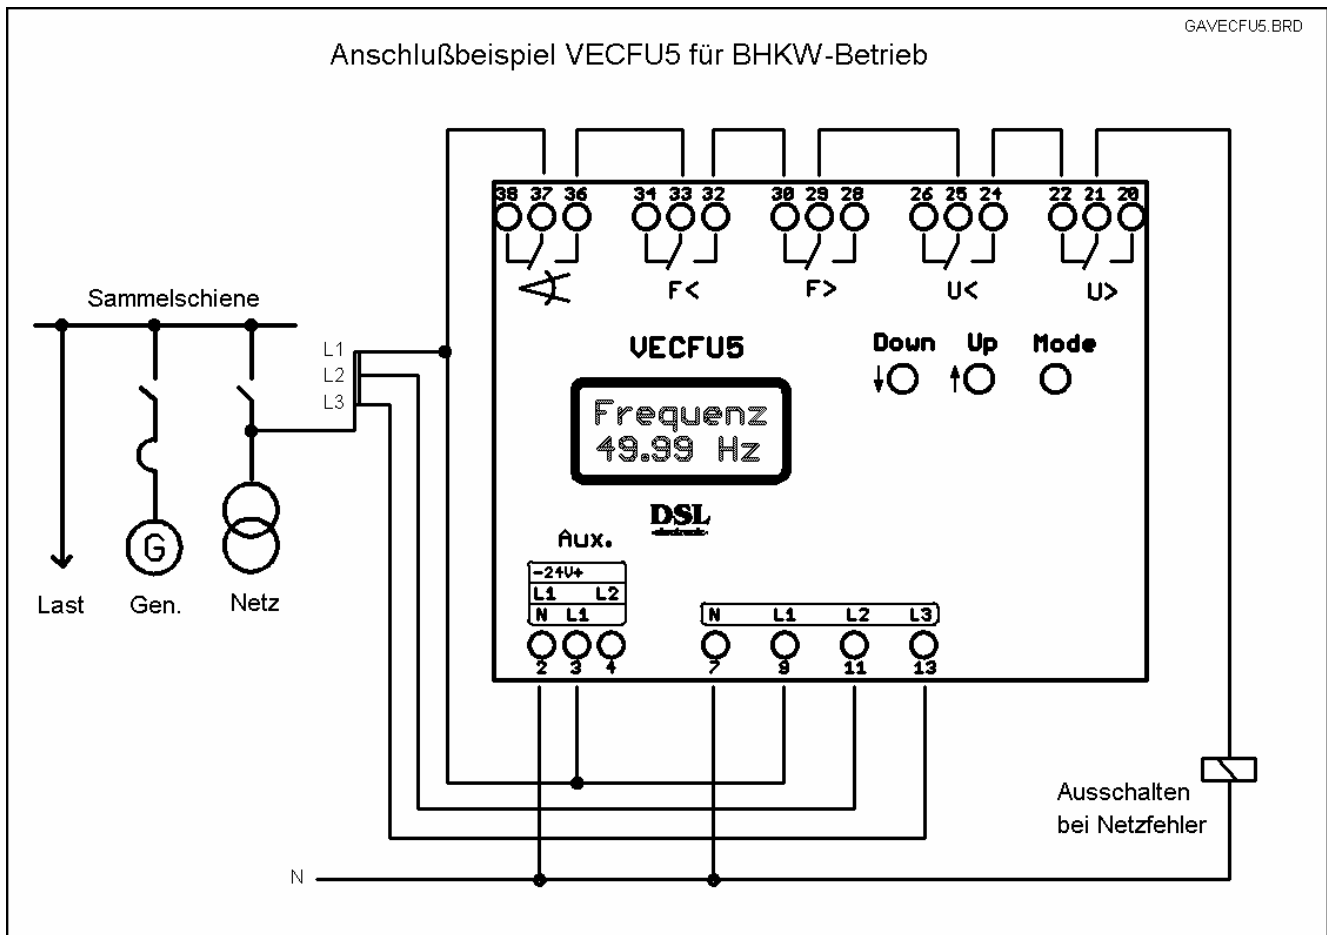 GAVECFU5.BRD
Anschlußbeispiel VECFU5 für BHKW-Betrieb
38 37 36 34 33 32 30 29 28 26 25 24 22 21 20
F< F> U< U>
Sammelschiene
L1
L2
L3
VECFU5
Down Up Mode
Frequenz
49.99 Hz
DSL
electronic
Aux.
-24V+
L1 L2
N L1
N L1 L2 L3
2 3 4 7 9 11 13
G
Last Gen. Netz
Ausschalten
bei Netzfehler
N